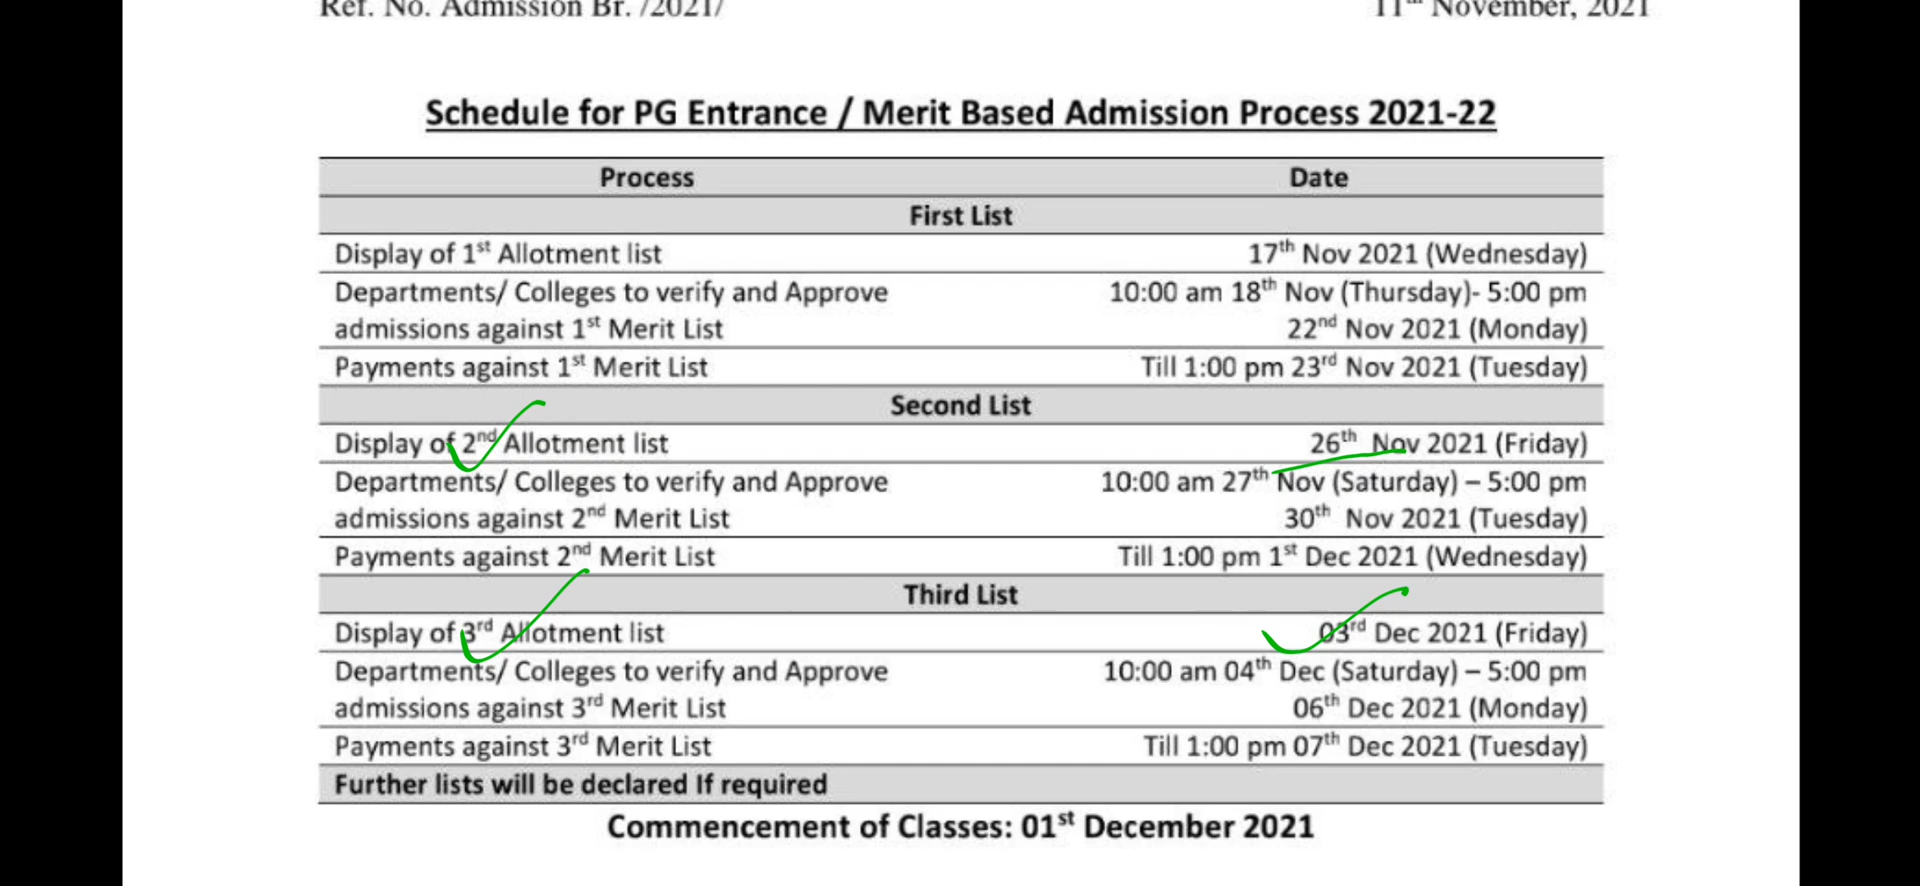 Ref. No. Admission Br. /2021/ 11th November, 2021
Schedule for PG Entrance / Merit Based Admission Process 2021-22
Process Date
First List
Display of 1st Allotment list 17th Nov 2021 (Wednesday)
Departments/ Colleges to verify and Approve 10:00 am 18th Nov (Thursday)- 5:00 pm
admissions against 1st Merit List 22nd Nov 2021 (Monday)
Payments against 1st Merit List Till 1:00 pm 23rd Nov 2021 (Tuesday)
Second List
Display of 2nd Allotment list 26th Nov 2021 (Friday)
Departments/ Colleges to verify and Approve 10:00 am 27th Nov (Saturday) – 5:00 pm
admissions against 2nd Merit List 30th Nov 2021 (Tuesday)
Payments against 2nd Merit List Till 1:00 pm 1st Dec 2021 (Wednesday)
Third List
Display of 3rd Allotment list 03rd Dec 2021 (Friday)
Departments/ Colleges to verify and Approve 10:00 am 04th Dec (Saturday) – 5:00 pm
admissions against 3rd Merit List 06th Dec 2021 (Monday)
Payments against 3rd Merit List Till 1:00 pm 07th Dec 2021 (Tuesday)
Further lists will be declared If required
Commencement of Classes: 01st December 2021